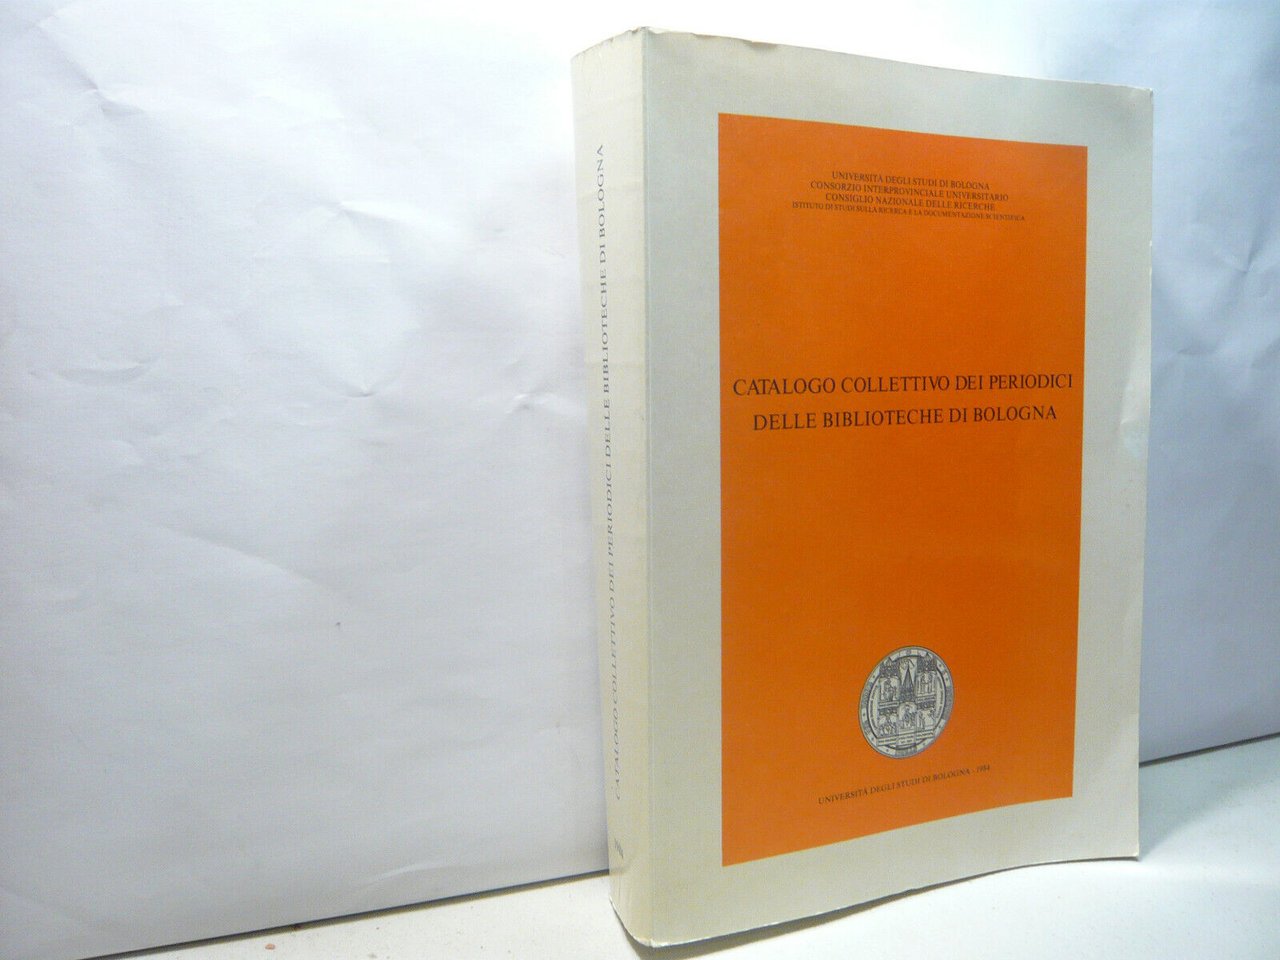 CATALOGO COLLETTIVO DEI PERIODICI DELLE BIBLIOTECHE DI BOLOGNA
UNIVERSITÀ DEGLI STUDI DI BOLOGNA
CONSORZIO INTERPROVINCIALE UNIVERSITARIO
CONSIGLIO NAZIONALE DELLE RICERCHE
ISTITUTO DI STUDI SULLA RICERCA E LA DOCUMENTAZIONE SCIENTIFICA
CATALOGO COLLETTIVO DEI PERIODICI
DELLE BIBLIOTECHE DI BOLOGNA
UNIVERSITÀ DEGLI STUDI DI BOLOGNA - 1984